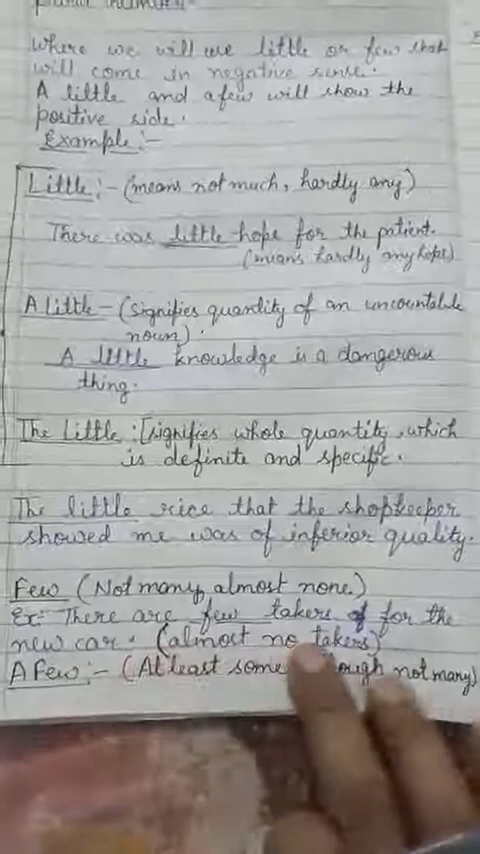 Where we will use little or few that
will come in negative sense.
A little and a few will show the
positive side.
Example:-
Little:- (means not much, hardly any)
There was little hope for the patient.
(means hardly any hope)
A little - (signifies quantity of an uncountable
noun).
A little knowledge is a dangerous
thing.
The Little : [signifies whole quantity, which
is definite and specific.
The little rice that the shopkeeper
showed me was of inferior quality.
Few (Not many, almost none)
Ex: There are few takers for the
new car. (almost no takers)
A Few:- (At least some though not many)